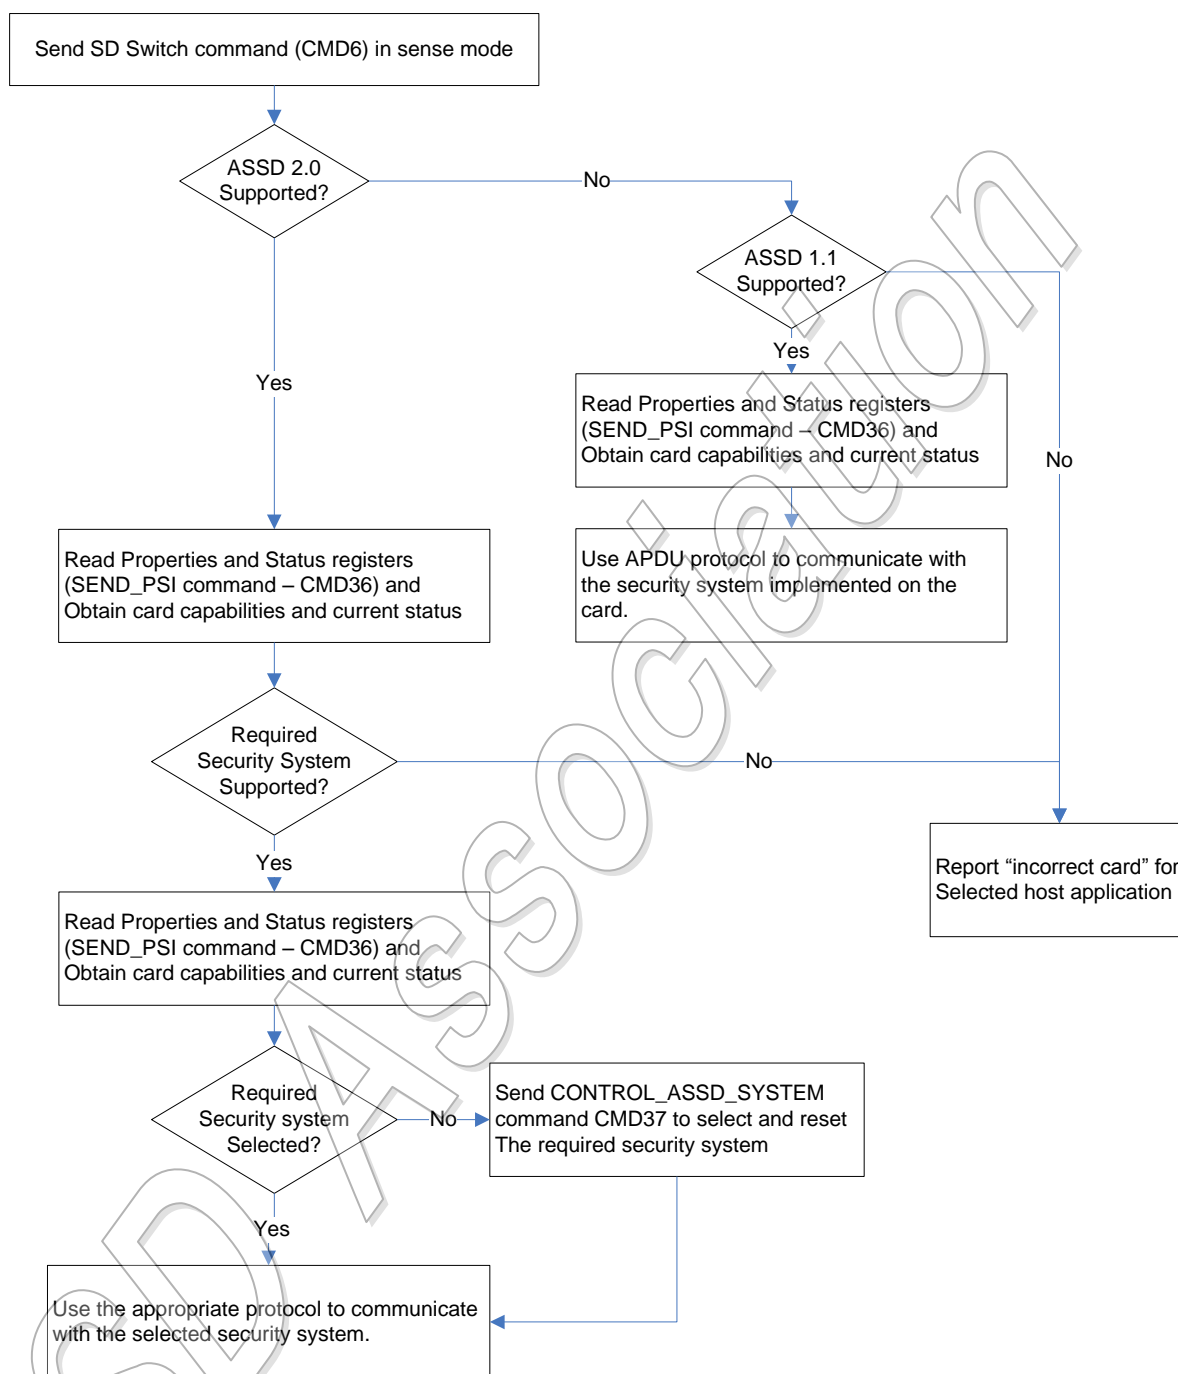 Send SD Switch command (CMD6) in sense mode
ASSD 2.0
Supported?
No
ASSD 1.1
Supported?
Yes
Yes
Read Properties and Status registers
(SEND_PSI command – CMD36) and
Obtain card capabilities and current status
No
Use APDU protocol to communicate with
the security system implemented on the
card.
Read Properties and Status registers
(SEND_PSI command – CMD36) and
Obtain card capabilities and current status
Required
Security System
Supported?
No
Yes
Report “incorrect card” for
Selected host application
Read Properties and Status registers
(SEND_PSI command – CMD36) and
Obtain card capabilities and current status
Required
Security system
Selected?
No
Send CONTROL_ASSD_SYSTEM
command CMD37 to select and reset
The required security system
Yes
Use the appropriate protocol to communicate
with the selected security system.
SD Association